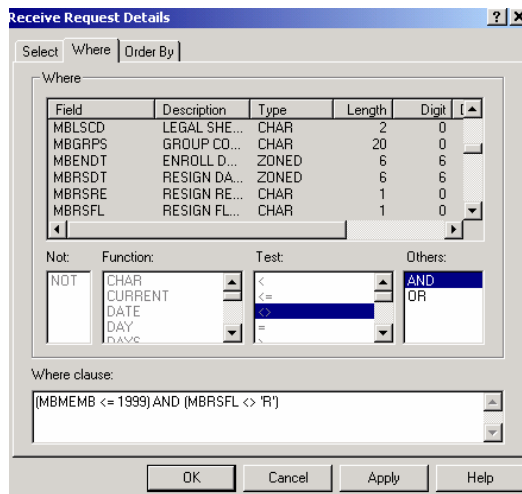 Receive Request Details
Select Where Order By
Where
Field Description Type Length Digit
MBLSCD LEGAL SHE... CHAR 2 0
MBGRPS GROUP CO... CHAR 20 0
MBENDT ENROLL D... ZONED 6 6
MBRSDT RESIGN DA... ZONED 6 6
MBRSRE RESIGN RE... CHAR 1 0
MBRSFL RESIGN FL... CHAR 1 0
Not: Function: Test: Others:
NOT CHAR < AND
CURRENT <= OR
DATE <>
DAY =
DAYS
Where clause:
(MBMEMB <= 1999) AND (MBRSFL <> 'R')
OK Cancel Apply Help